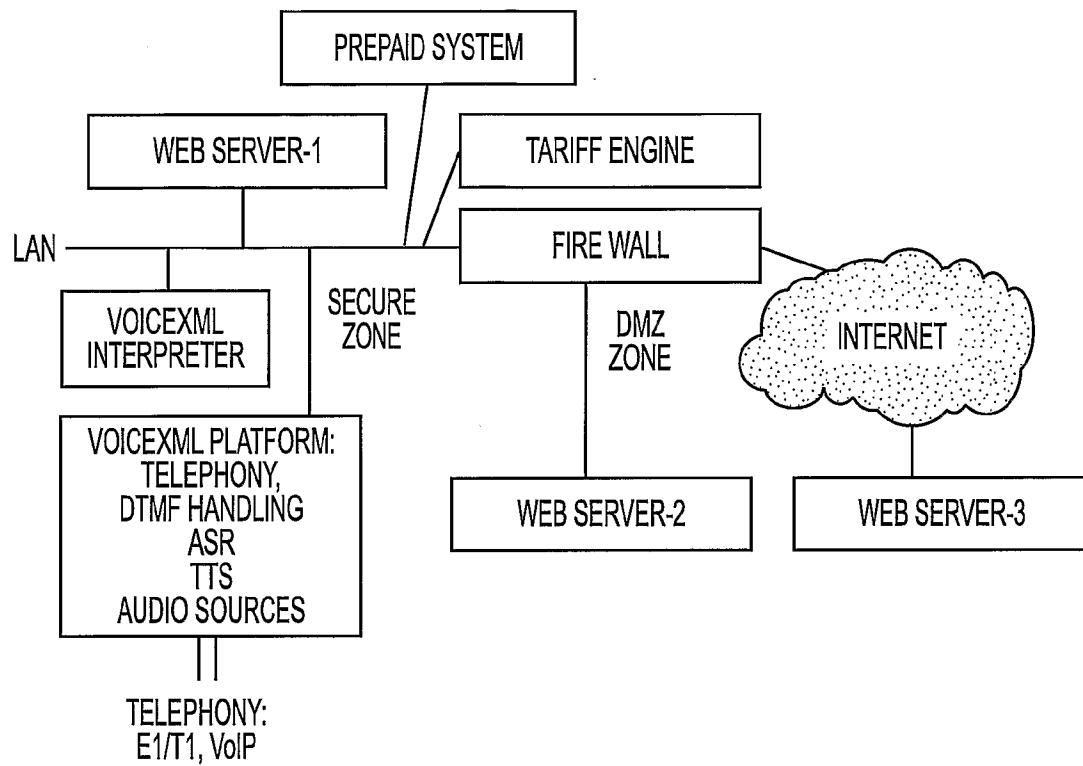 PREPAID SYSTEM
WEB SERVER-1
TARIFF ENGINE
LAN
FIRE WALL
VOICEXML
INTERPRETER
SECURE
ZONE
DMZ
ZONE
INTERNET
VOICEXML PLATFORM:
TELEPHONY,
DTMF HANDLING
ASR
TTS
AUDIO SOURCES
WEB SERVER-2
WEB SERVER-3
TELEPHONY:
E1/T1, VoIP